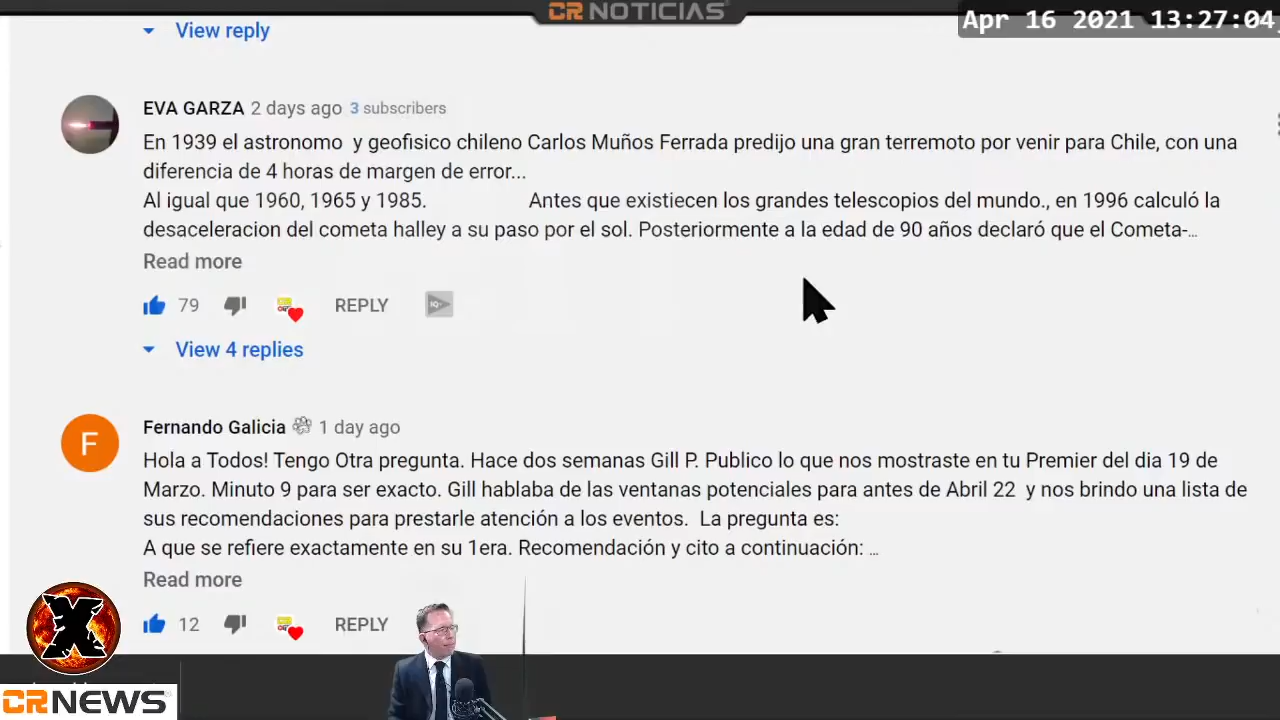 CR NOTICIAS
Apr 16 2021 13:27:04
View reply
EVA GARZA 2 days ago 3 subscribers
En 1939 el astronomo y geofisico chileno Carlos Muños Ferrada predijo una gran terremoto por venir para Chile, con una
diferencia de 4 horas de margen de error...
Al igual que 1960, 1965 y 1985. Antes que existiecen los grandes telescopios del mundo., en 1996 calculó la
desaceleracion del cometa halley a su paso por el sol. Posteriormente a la edad de 90 años declaró que el Cometa-...
Read more
79 REPLY IQ
View 4 replies
Fernando Galicia 1 day ago
F
Hola a Todos! Tengo Otra pregunta. Hace dos semanas Gill P. Publico lo que nos mostraste en tu Premier del dia 19 de
Marzo. Minuto 9 para ser exacto. Gill hablaba de las ventanas potenciales para antes de Abril 22 y nos brindo una lista de
sus recomendaciones para prestarle atención a los eventos. La pregunta es:
A que se refiere exactamente en su 1era. Recomendación y cito a continuación: ...
Read more
12 REPLY
X
CRNEWS